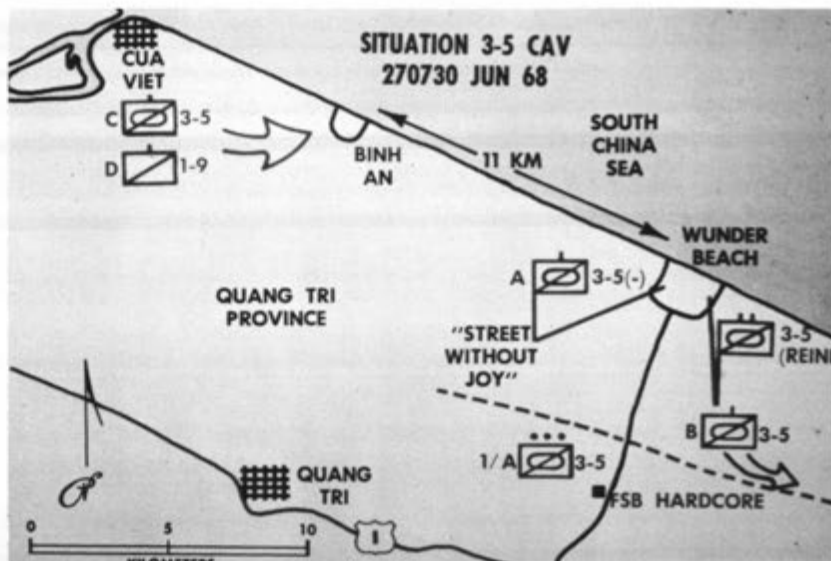 SITUATION 3-5 CAV
270730 JUN 68
CUA
VIET
C 3-5
D 1-9
BINH
AN
11 KM
SOUTH
CHINA
SEA
WUNDER
BEACH
A 3-5(-)
QUANG TRI
PROVINCE
"STREET
WITHOUT
JOY"
3-5
(REIN
B 3-5
1/A 3-5
QUANG
TRI
FSB HARDCORE
1
0 5 10
KILOMETERS